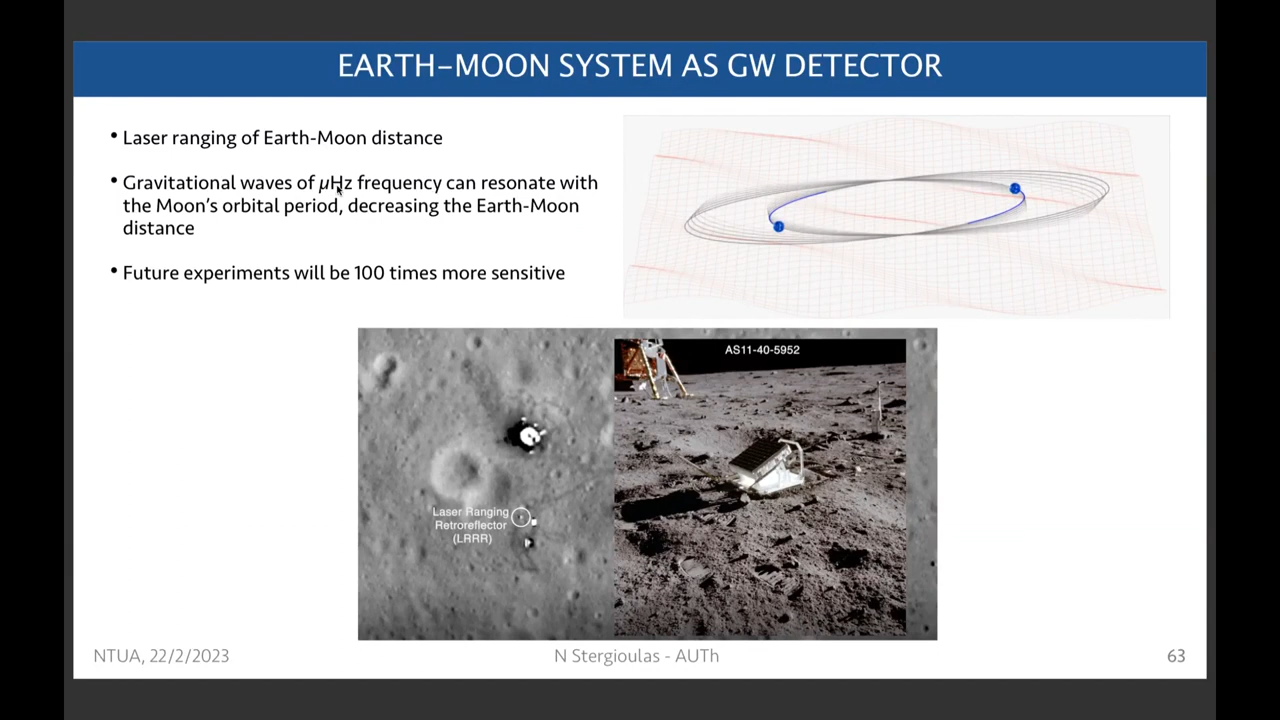 EARTH–MOON SYSTEM AS GW DETECTOR
• Laser ranging of Earth-Moon distance
• Gravitational waves of µHz frequency can resonate with
the Moon's orbital period, decreasing the Earth-Moon
distance
• Future experiments will be 100 times more sensitive
AS11-40-5952
Laser Ranging
Retroreflector
(LRRR)
NTUA, 22/2/2023
N Stergioulas - AUTh
63